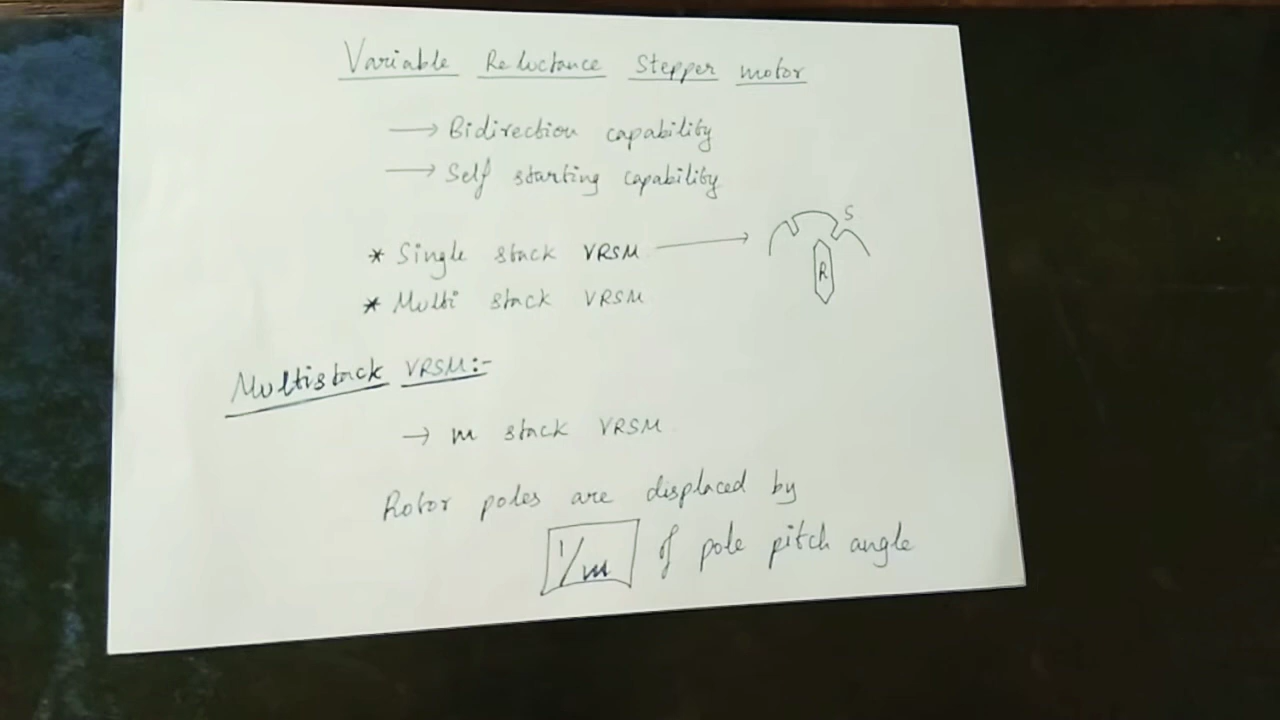 Variable Reluctance Stepper motor
→ Bidirection capability
→ Self starting capability
* Single stack VRSM →
S
R
* Multi stack VRSM
Multistack VRSM:-
→ m stack VRSM
Rotor poles are displaced by
1/m of pole pitch angle